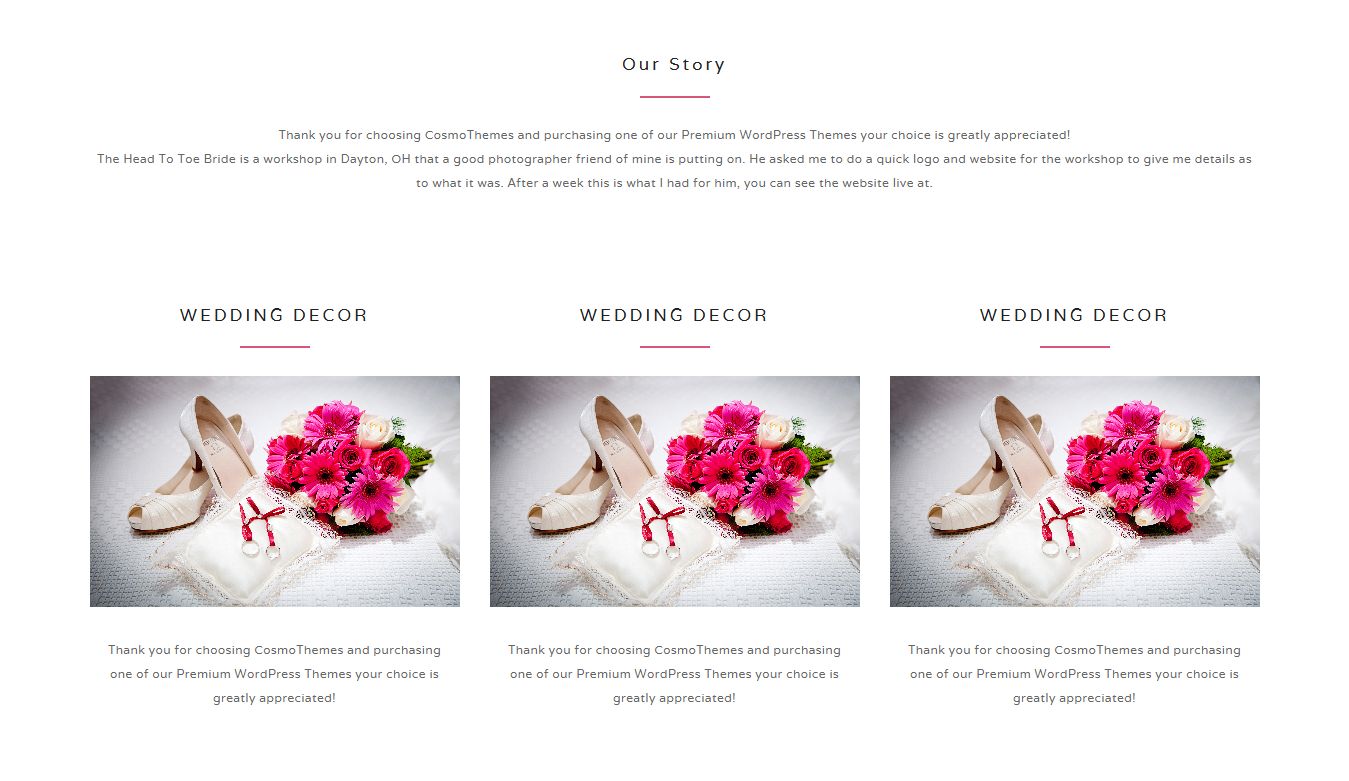 Our Story
Thank you for choosing CosmoThemes and purchasing one of our Premium WordPress Themes your choice is greatly appreciated!
The Head To Toe Bride is a workshop in Dayton, OH that a good photographer friend of mine is putting on. He asked me to do a quick logo and website for the workshop to give me details as
to what it was. After a week this is what I had for him, you can see the website live at.
WEDDING DECOR
WEDDING DECOR
WEDDING DECOR
Thank you for choosing CosmoThemes and purchasing
one of our Premium WordPress Themes your choice is
greatly appreciated!
Thank you for choosing CosmoThemes and purchasing
one of our Premium WordPress Themes your choice is
greatly appreciated!
Thank you for choosing CosmoThemes and purchasing
one of our Premium WordPress Themes your choice is
greatly appreciated!